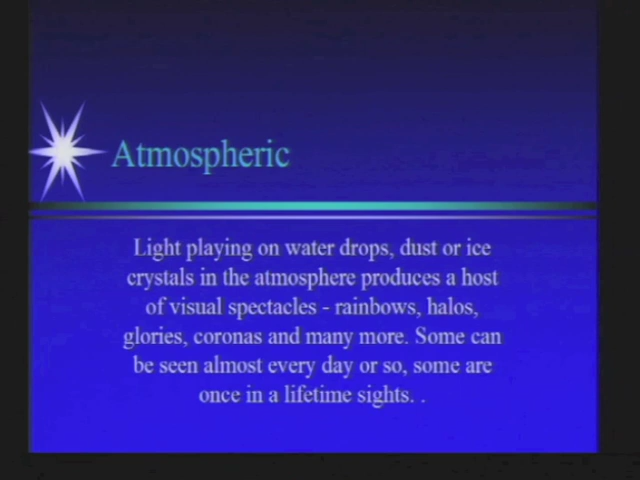 Atmospheric
Light playing on water drops, dust or ice
crystals in the atmosphere produces a host
of visual spectacles - rainbows, halos,
glories, coronas and many more. Some can
be seen almost every day or so, some are
once in a lifetime sights. .